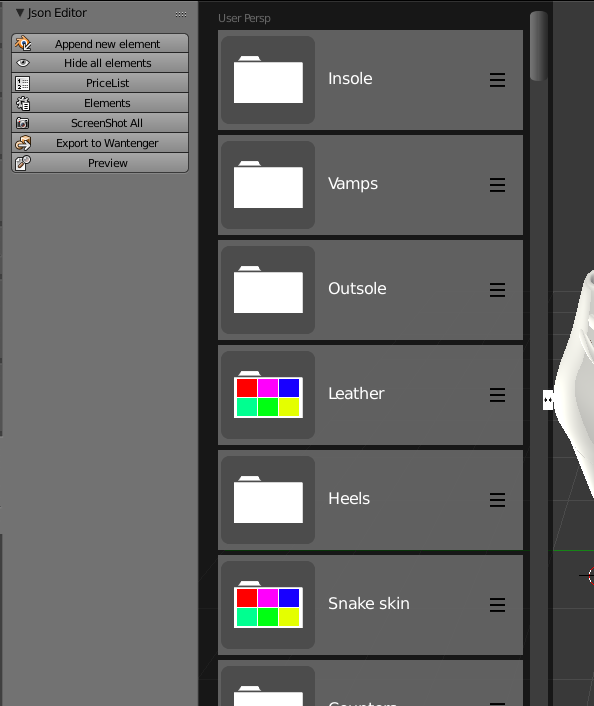 Json Editor
Append new element
Hide all elements
PriceList
Elements
ScreenShot All
Export to Wantenger
Preview
User Persp
Insole
Vamps
Outsole
Leather
Heels
Snake skin